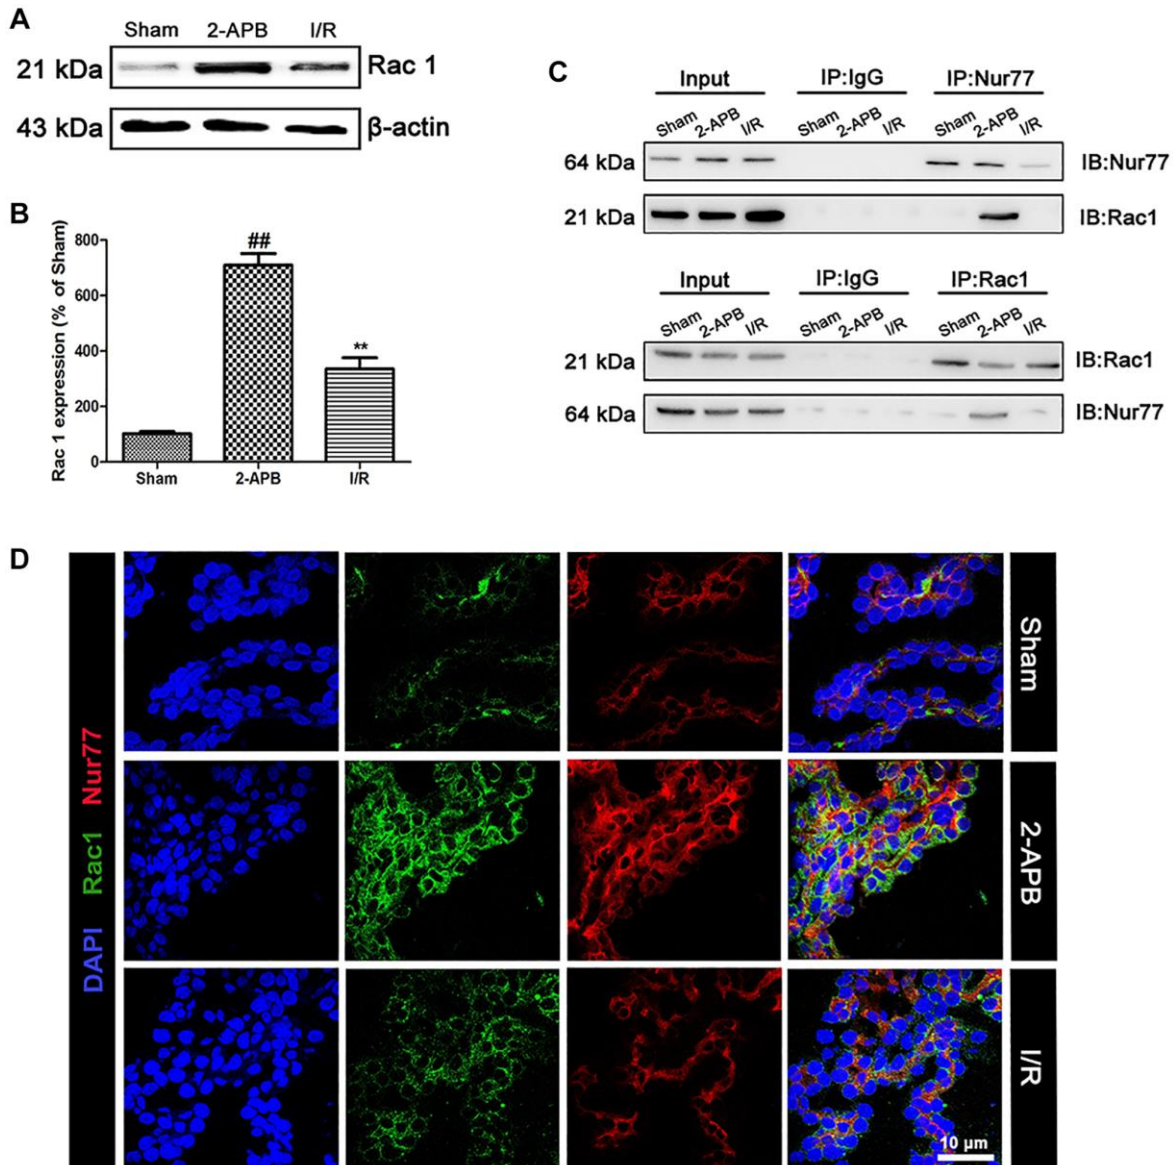 A
Sham 2-APB I/R
21 kDa Rac 1
43 kDa β-actin
B
Rac 1 expression (% of Sham)
800
600
400
200
0
##
**
Sham 2-APB I/R
C
Input IP:IgG IP:Nur77
Sham 2-APB I/R Sham 2-APB I/R Sham 2-APB I/R
64 kDa IB:Nur77
21 kDa IB:Rac1
Input IP:IgG IP:Rac1
Sham 2-APB I/R Sham 2-APB I/R Sham 2-APB I/R
21 kDa IB:Rac1
64 kDa IB:Nur77
D
DAPI Rac1 Nur77
Sham
2-APB
I/R
10 µm